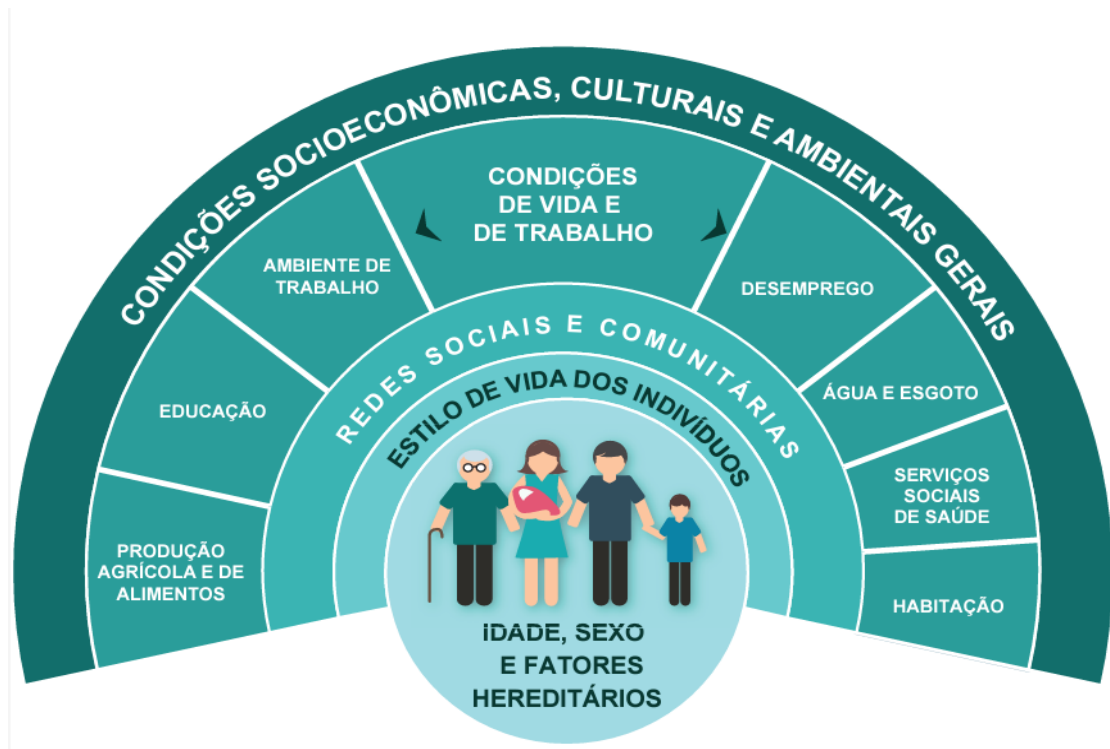 CONDIÇÕES SOCIOECONÔMICAS, CULTURAIS E AMBIENTAIS GERAIS
CONDIÇÕES
DE VIDA E
DE TRABALHO
AMBIENTE DE
TRABALHO
EDUCAÇÃO
PRODUÇÃO
AGRÍCOLA E DE
ALIMENTOS
DESEMPREGO
ÁGUA E ESGOTO
SERVIÇOS
SOCIAIS
DE SAÚDE
HABITAÇÃO
REDES SOCIAIS E COMUNITÁRIAS
ESTILO DE VIDA DOS INDIVÍDUOS
IDADE, SEXO
E FATORES
HEREDITÁRIOS